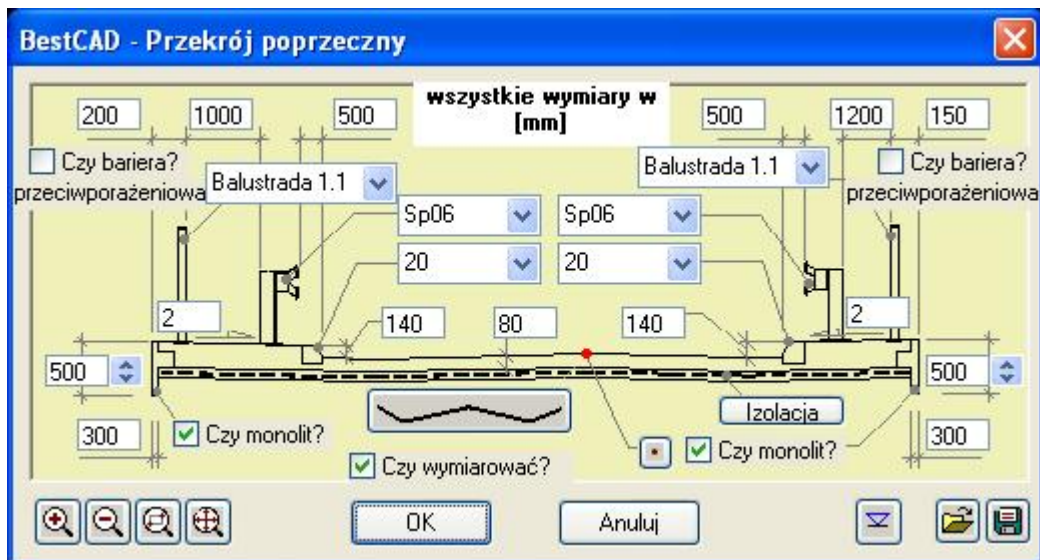 BestCAD - Przekrój poprzeczny
200 1000 500 wszystkie wymiary w 500 1200 150
[mm]
Czy bariera? Balustrada 1.1 Balustrada 1.1 Czy bariera?
przeciwporażeniowa przeciwporażeniowa
Sp06 Sp06
20 20
2 140 80 140 2
500 500
Izolacja
300 Czy monolit? Czy monolit? 300
Czy wymiarować?
OK Anuluj